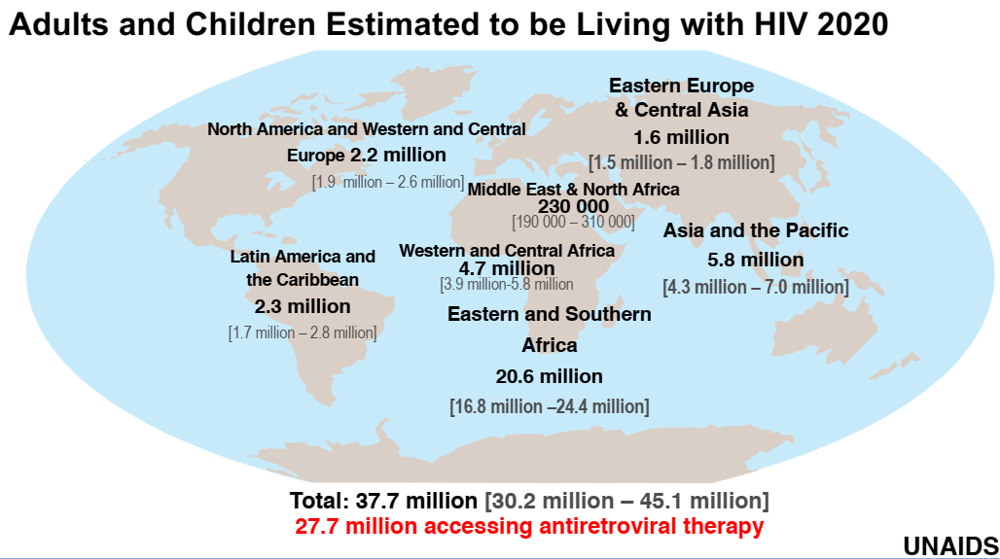 Adults and Children Estimated to be Living with HIV 2020
Eastern Europe
& Central Asia
1.6 million
[1.5 million – 1.8 million]
North America and Western and Central
Europe 2.2 million
[1.9 million – 2.6 million]
Middle East & North Africa
230 000
[190 000 – 310 000]
Asia and the Pacific
5.8 million
[4.3 million – 7.0 million]
Western and Central Africa
4.7 million
[3.9 million-5.8 million
Latin America and
the Caribbean
2.3 million
[1.7 million – 2.8 million]
Eastern and Southern
Africa
20.6 million
[16.8 million –24.4 million]
Total: 37.7 million [30.2 million – 45.1 million]
27.7 million accessing antiretroviral therapy
UNAIDS